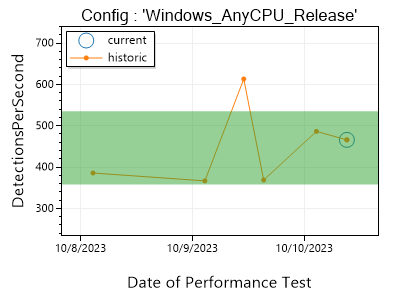 Config : 'Windows_AnyCPU_Release'
current
historic
DetectionsPerSecond
700
600
500
400
300
10/8/2023
10/9/2023
10/10/2023
Date of Performance Test